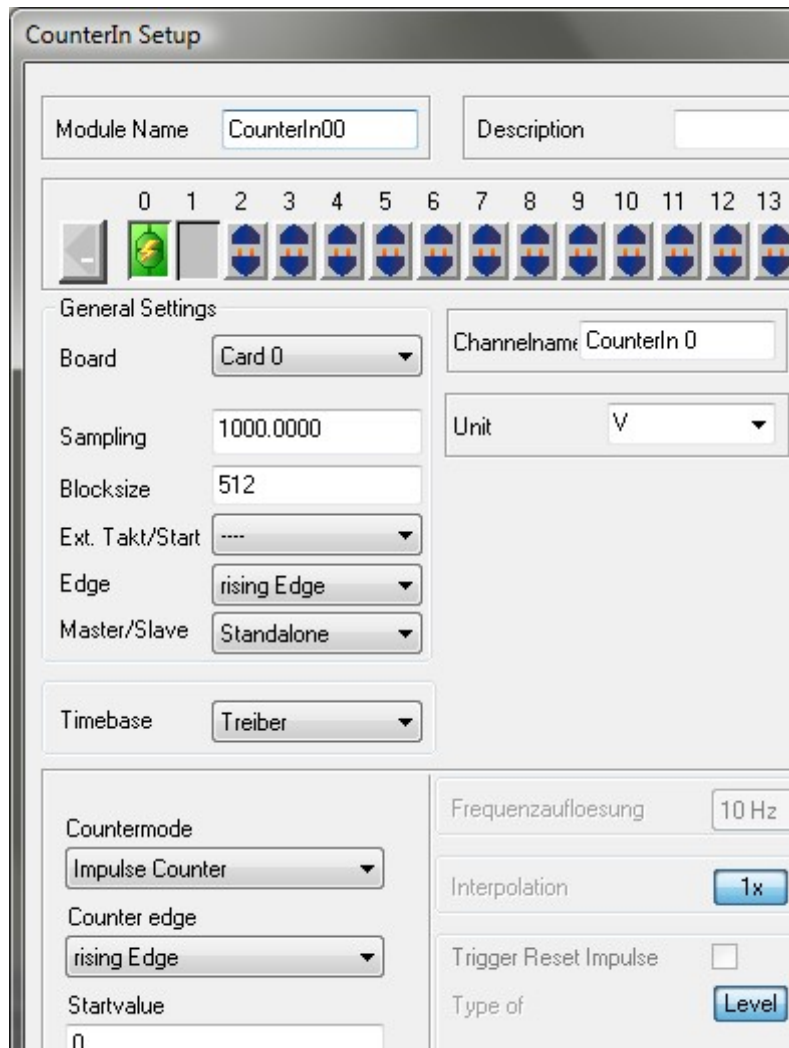 CounterIn Setup
Module Name CounterIn00 Description
0 1 2 3 4 5 6 7 8 9 10 11 12 13
General Settings
Board Card 0
Channelname CounterIn 0
Sampling 1000.0000
Unit V
Blocksize 512
Ext. Takt/Start ----
Edge rising Edge
Master/Slave Standalone
Timebase Treiber
Frequenzaufloesung 10 Hz
Countermode
Impulse Counter
Interpolation 1x
Counter edge
rising Edge
Trigger Reset Impulse
Startvalue
Type of Level
0